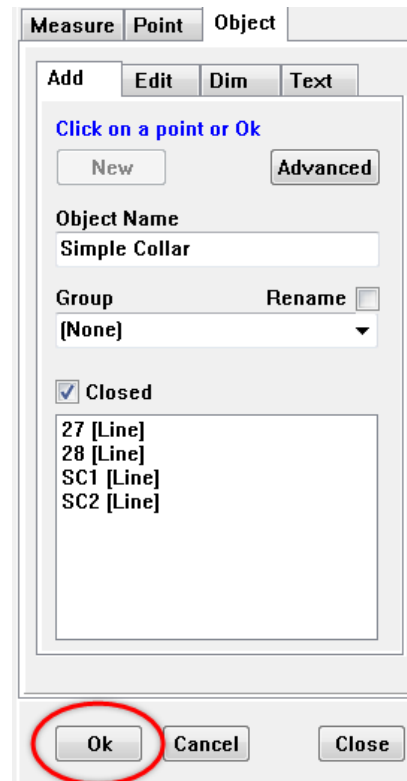 Measure Point Object
Add Edit Dim Text
Click on a point or Ok
New Advanced
Object Name
Simple Collar
Group Rename
(None)
Closed
27 [Line]
28 [Line]
SC1 [Line]
SC2 [Line]
Ok Cancel Close